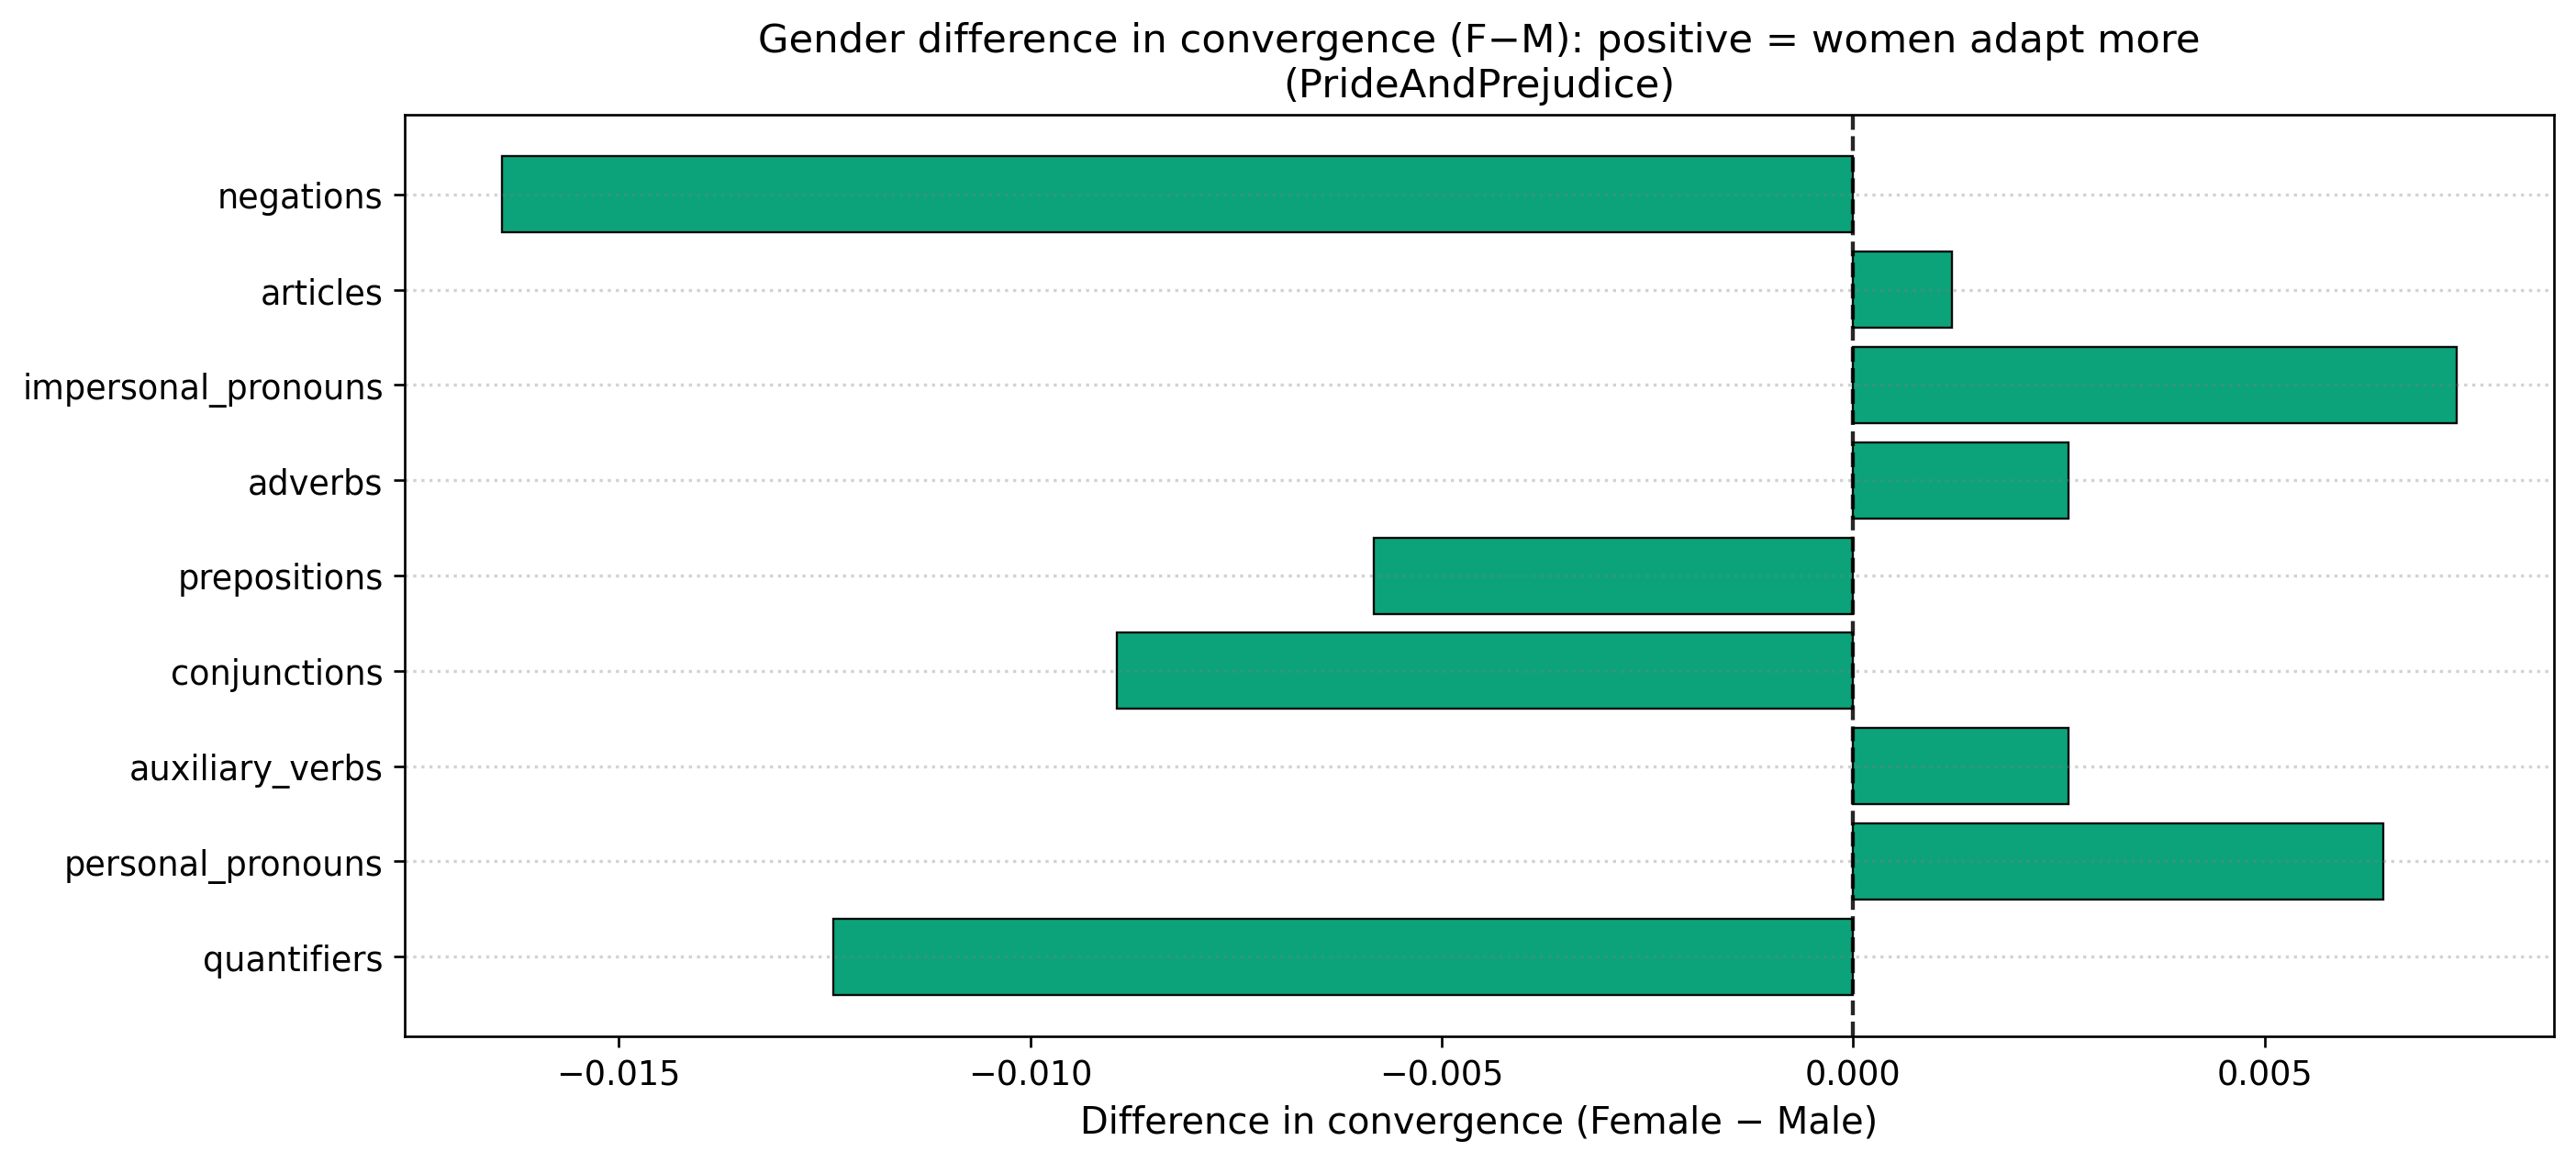 Gender difference in convergence (F−M): positive = women adapt more
(PrideAndPrejudice)
negations
articles
impersonal_pronouns
adverbs
prepositions
conjunctions
auxiliary_verbs
personal_pronouns
quantifiers
−0.015
−0.010
−0.005
0.000
0.005
Difference in convergence (Female − Male)